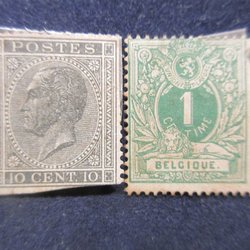 POSTES
10 CENT. 10
1
CENTIME
BELGIQUE.